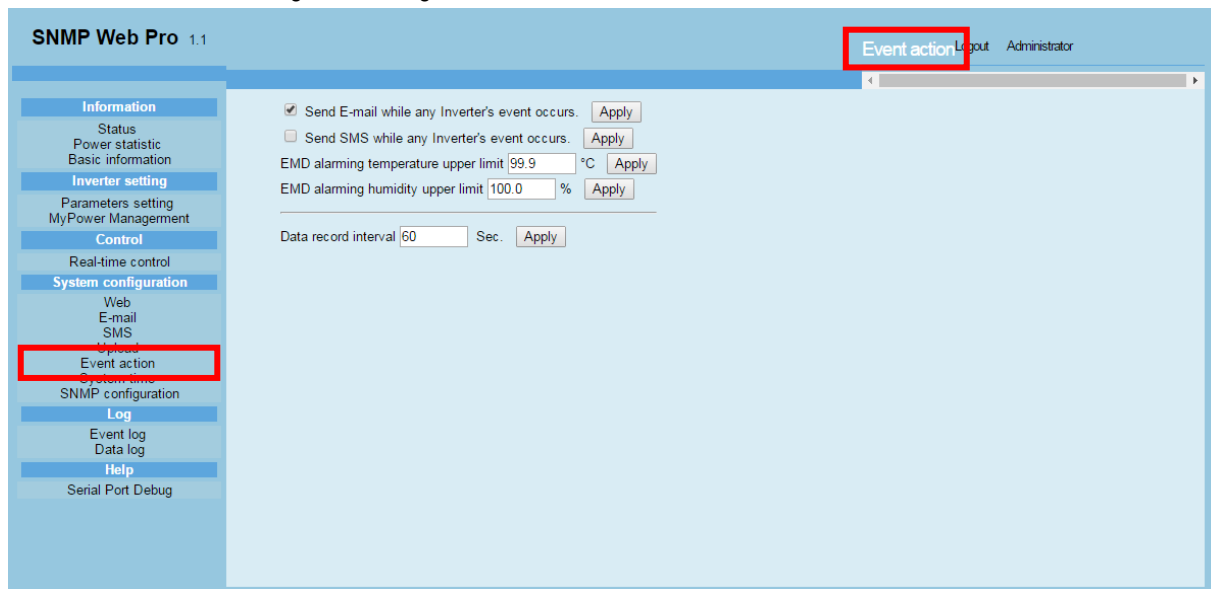 SNMP Web Pro 1.1
Event action Logout Administrator
Information
Status
Power statistic
Basic information
Inverter setting
Parameters setting
MyPower Managerment
Control
Real-time control
System configuration
Web
E-mail
SMS
Upload
Event action
System time
SNMP configuration
Log
Event log
Data log
Help
Serial Port Debug
Send E-mail while any Inverter's event occurs. Apply
Send SMS while any Inverter's event occurs. Apply
EMD alarming temperature upper limit 99.9 °C Apply
EMD alarming humidity upper limit 100.0 % Apply
Data record interval 60 Sec. Apply